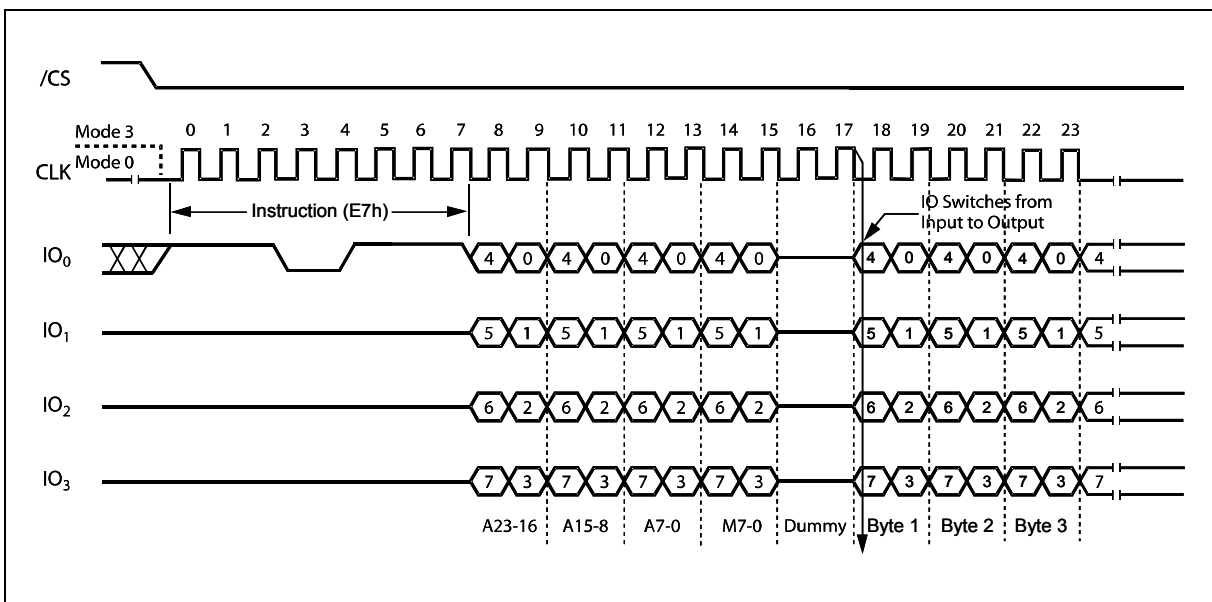 /CS
Mode 3
0 1 2 3 4 5 6 7 8 9 10 11 12 13 14 15 16 17 18 19 20 21 22 23
Mode 0
CLK
Instruction (E7h)
IO Switches from
Input to Output
IO0
4 0 4 0 4 0 4 0 4 0 4 0 4 0 4
IO1
5 1 5 1 5 1 5 1 5 1 5 1 5 1 5
IO2
6 2 6 2 6 2 6 2 6 2 6 2 6 2 6
IO3
7 3 7 3 7 3 7 3 7 3 7 3 7 3 7
A23-16 A15-8 A7-0 M7-0 Dummy Byte 1 Byte 2 Byte 3